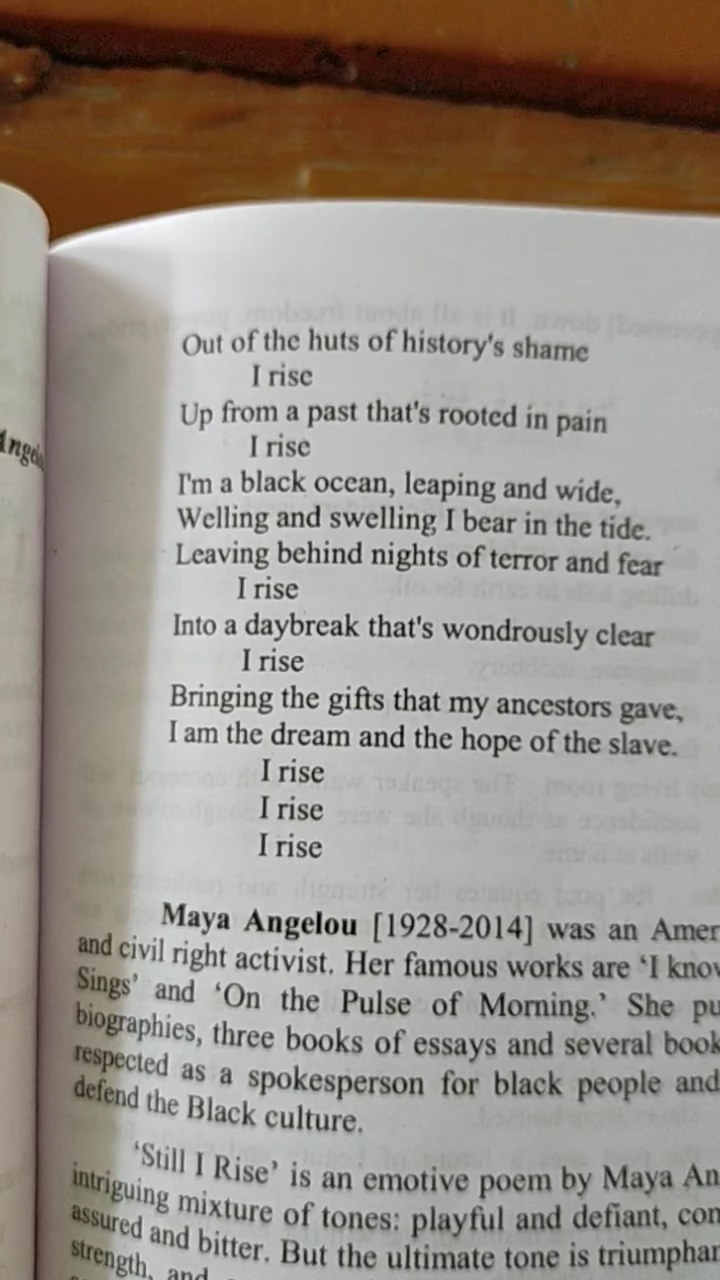 Out of the huts of history's shame
I rise
Up from a past that's rooted in pain
I rise
I'm a black ocean, leaping and wide,
Welling and swelling I bear in the tide.
Leaving behind nights of terror and fear
I rise
Into a daybreak that's wondrously clear
I rise
Bringing the gifts that my ancestors gave,
I am the dream and the hope of the slave.
I rise
I rise
I rise
Maya Angelou [1928-2014] was an Amer
and civil right activist. Her famous works are ‘I know
Sings’ and ‘On the Pulse of Morning.’ She pu
biographies, three books of essays and several book
respected as a spokesperson for black people and
defend the Black culture.
‘Still I Rise’ is an emotive poem by Maya An
intriguing mixture of tones: playful and defiant, con
assured and bitter. But the ultimate tone is triumphan
strength, and